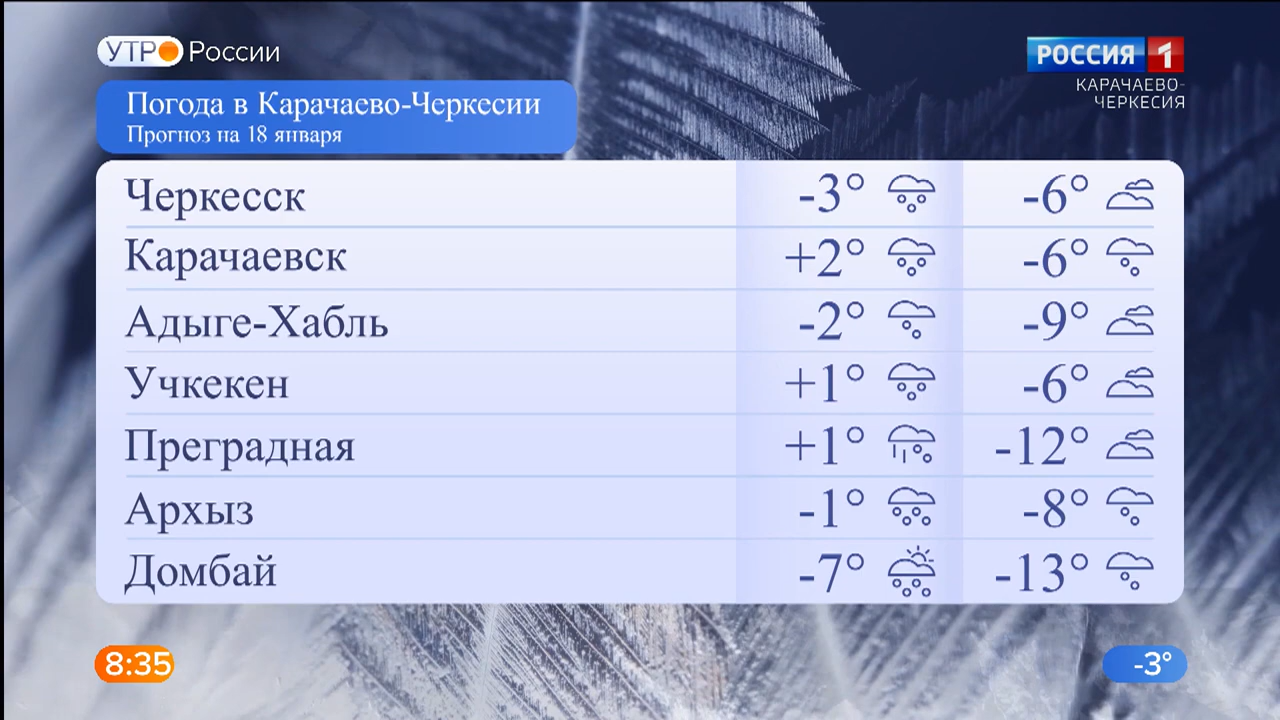 УТРО России
РОССИЯ 1
КАРАЧАЕВО-
ЧЕРКЕСИЯ
Погода в Карачаево-Черкесии
Прогноз на 18 января
Черкесск -3° -6°
Карачаевск +2° -6°
Адыге-Хабль -2° -9°
Учкекен +1° -6°
Преградная +1° -12°
Архыз -1° -8°
Домбай -7° -13°
8:35 -3°